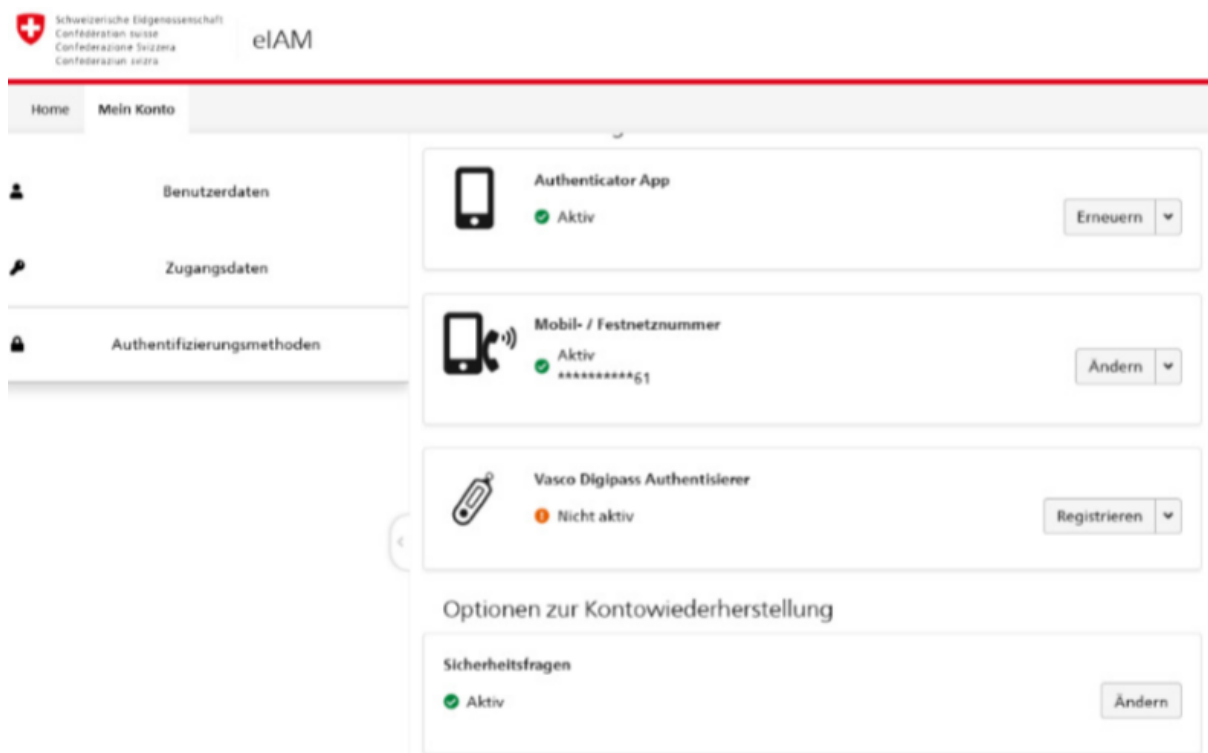 Schweizerische Eidgenossenschaft
Confédération suisse
Confederazione Svizzera
Confederaziun svizra
eIAM
Home
Mein Konto
Benutzerdaten
Zugangsdaten
Authentifizierungsmethoden
Authenticator App
Aktiv
Erneuern
Mobil- / Festnetznummer
Aktiv
**********61
Ändern
Vasco Digipass Authentisierer
Nicht aktiv
Registrieren
Optionen zur Kontowiederherstellung
Sicherheitsfragen
Aktiv
Ändern